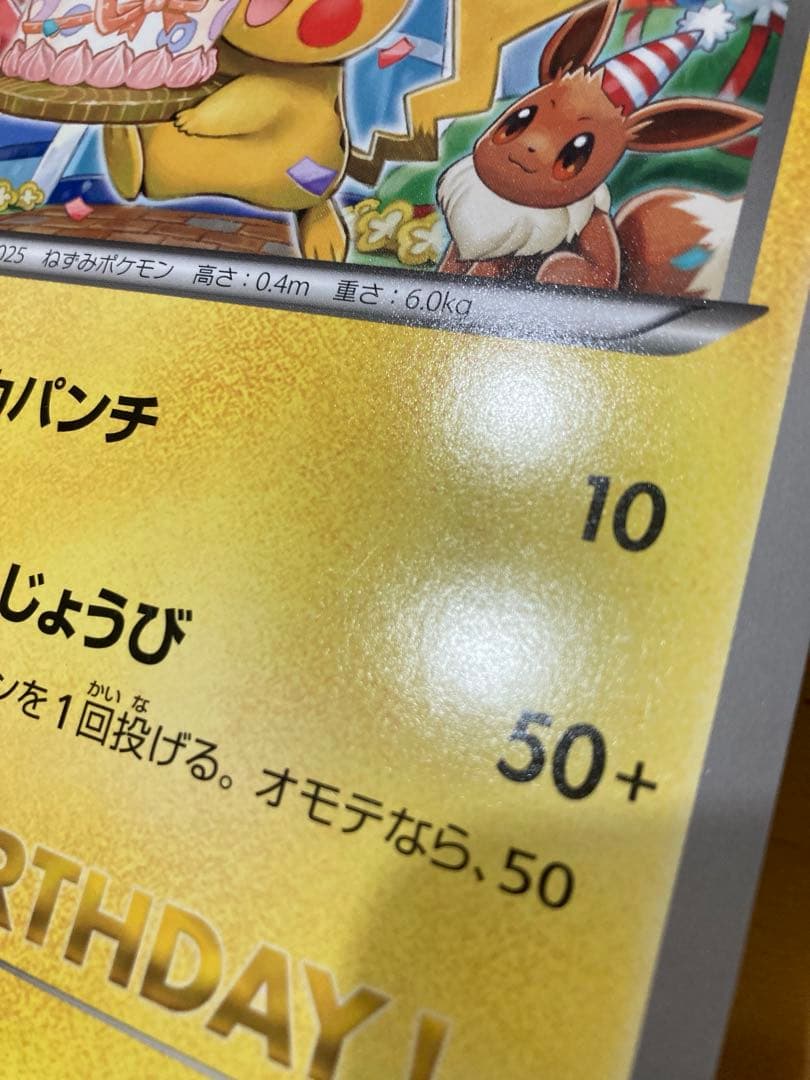 025 ねずみポケモン 高さ:0.4m 重さ:6.0kg
パンチ
10
じょうび
50+
かい な
ンを1回投げる。オモテなら、50
RTHDAY!